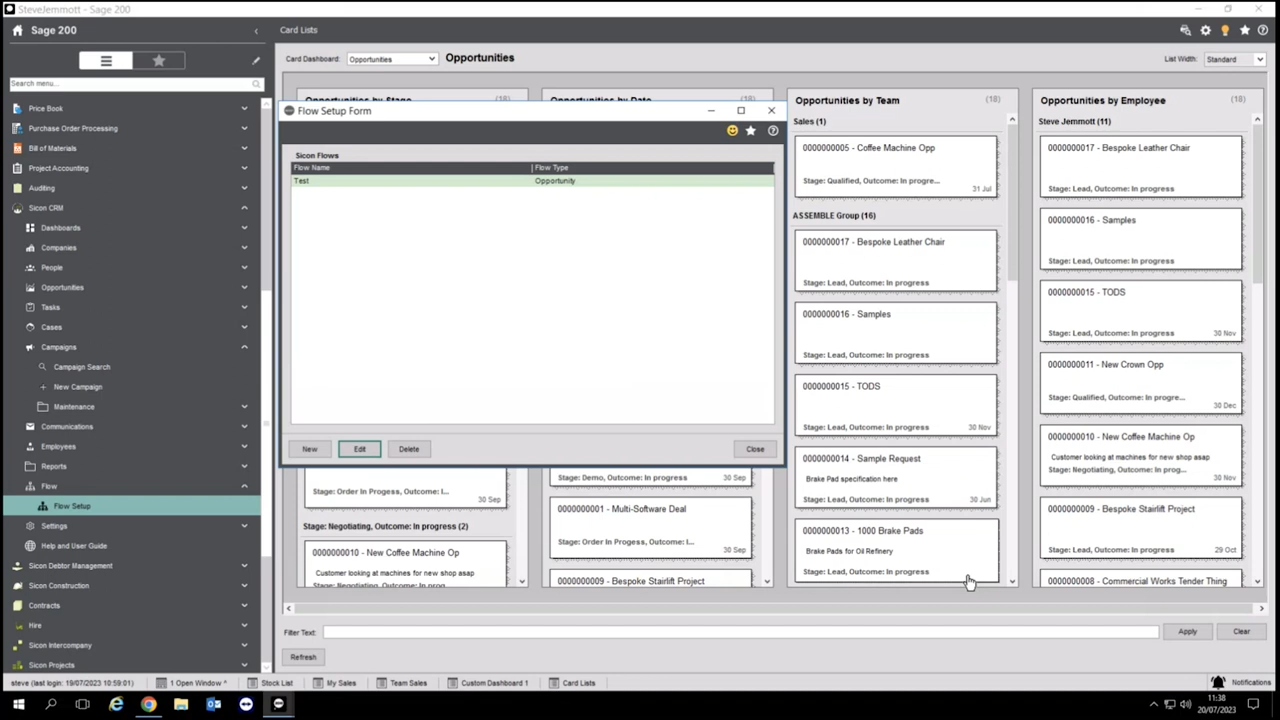 SteveJemmott
Sage 200
Search menu...
Price Book
Purchase Order Processing
Bill of Materials
Project Accounting
Auditing
Sicon CRM
Dashboards
Companies
People
Opportunities
Tasks
Cases
Campaigns
Campaign Search
New Campaign
Maintenance
Communications
Employees
Reports
Flow
Flow Setup
Settings
Help and User Guide
Sicon Debtor Management
Sicon Construction
Contracts
Hire
Sicon Intercompany
Sicon Projects
Card Lists
Card Dashboard: Opportunities
Opportunities
List Width: Standard
Opportunities by Stage (18)
Opportunities by Date (18)
Flow Setup Form
Sicon Flows
Flow Name Flow Type
Test Opportunity
New Edit Delete Close
Stage: Order In Progess, Outcome: I...
30 Sep
Stage: Negotiating, Outcome: In progress (2)
0000000010 - New Coffee Machine Op
Customer looking at machines for new shop asap
Stage: Negotiating, Outcome: In progress
Stage: Demo, Outcome: In progress 30 Sep
0000000001 - Multi-Software Deal
Stage: Order In Progess, Outcome: I...
30 Sep
0000000009 - Bespoke Stairlift Project
Opportunities by Team (18)
Sales (1)
0000000005 - Coffee Machine Opp
Stage: Qualified, Outcome: In progre...
31 Jul
ASSEMBLE Group (16)
0000000017 - Bespoke Leather Chair
Stage: Lead, Outcome: In progress
0000000016 - Samples
Stage: Lead, Outcome: In progress
0000000015 - TODS
Stage: Lead, Outcome: In progress 30 Nov
0000000014 - Sample Request
Brake Pad specification here
Stage: Lead, Outcome: In progress 30 Jun
0000000013 - 1000 Brake Pads
Brake Pads for Oil Refinery
Stage: Lead, Outcome: In progress
Opportunities by Employee (18)
Steve Jemmott (11)
0000000017 - Bespoke Leather Chair
Stage: Lead, Outcome: In progress
0000000016 - Samples
Stage: Lead, Outcome: In progress
0000000015 - TODS
Stage: Lead, Outcome: In progress 30 Nov
0000000011 - New Crown Opp
Stage: Qualified, Outcome: In progre...
30 Dec
0000000010 - New Coffee Machine Op
Customer looking at machines for new shop asap
Stage: Negotiating, Outcome: In progress...
30 Nov
0000000009 - Bespoke Stairlift Project
Stage: Lead, Outcome: In progress 29 Oct
0000000008 - Commercial Works Tender Thing
Filter Text: Apply Clear
Refresh
steve (last login: 19/07/2023 10:59:01) 1 Open Window ^ Stock List My Sales Team Sales Custom Dashboard 1 Card Lists Notifications
11:38
20/07/2023